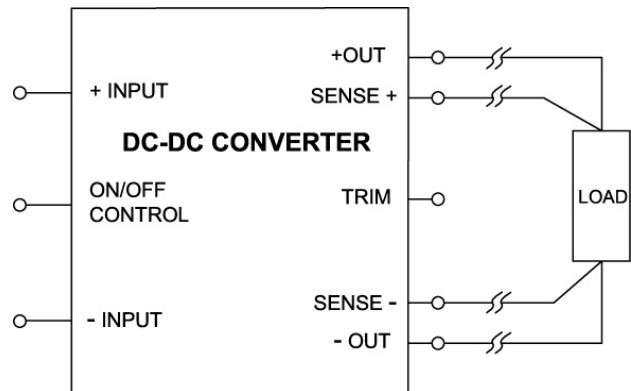 +OUT
+ INPUT
SENSE +
DC-DC CONVERTER
ON/OFF
CONTROL
TRIM
LOAD
SENSE -
- INPUT
- OUT